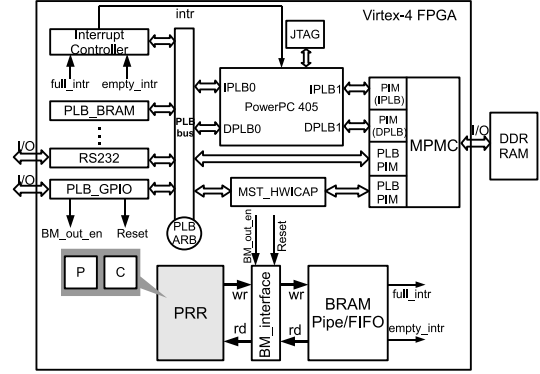 intr
Virtex-4 FPGA
Interrupt
Controller
JTAG
full_intr
empty_intr
IPLB0
IPLB1
PowerPC 405
DPLB0
DPLB1
PIM
(IPLB)
PIM
(DPLB)
PLB
PIM
PLB
PIM
MPMC
I/O
DDR
RAM
PLB_BRAM
PLB
bus
I/O
RS232
I/O
PLB_GPIO
MST_HWICAP
BM_out_en
Reset
PLB
ARB
BM_out_en
Reset
P
C
PRR
wr
rd
BM_interface
wr
rd
BRAM
Pipe/FIFO
full_intr
empty_intr